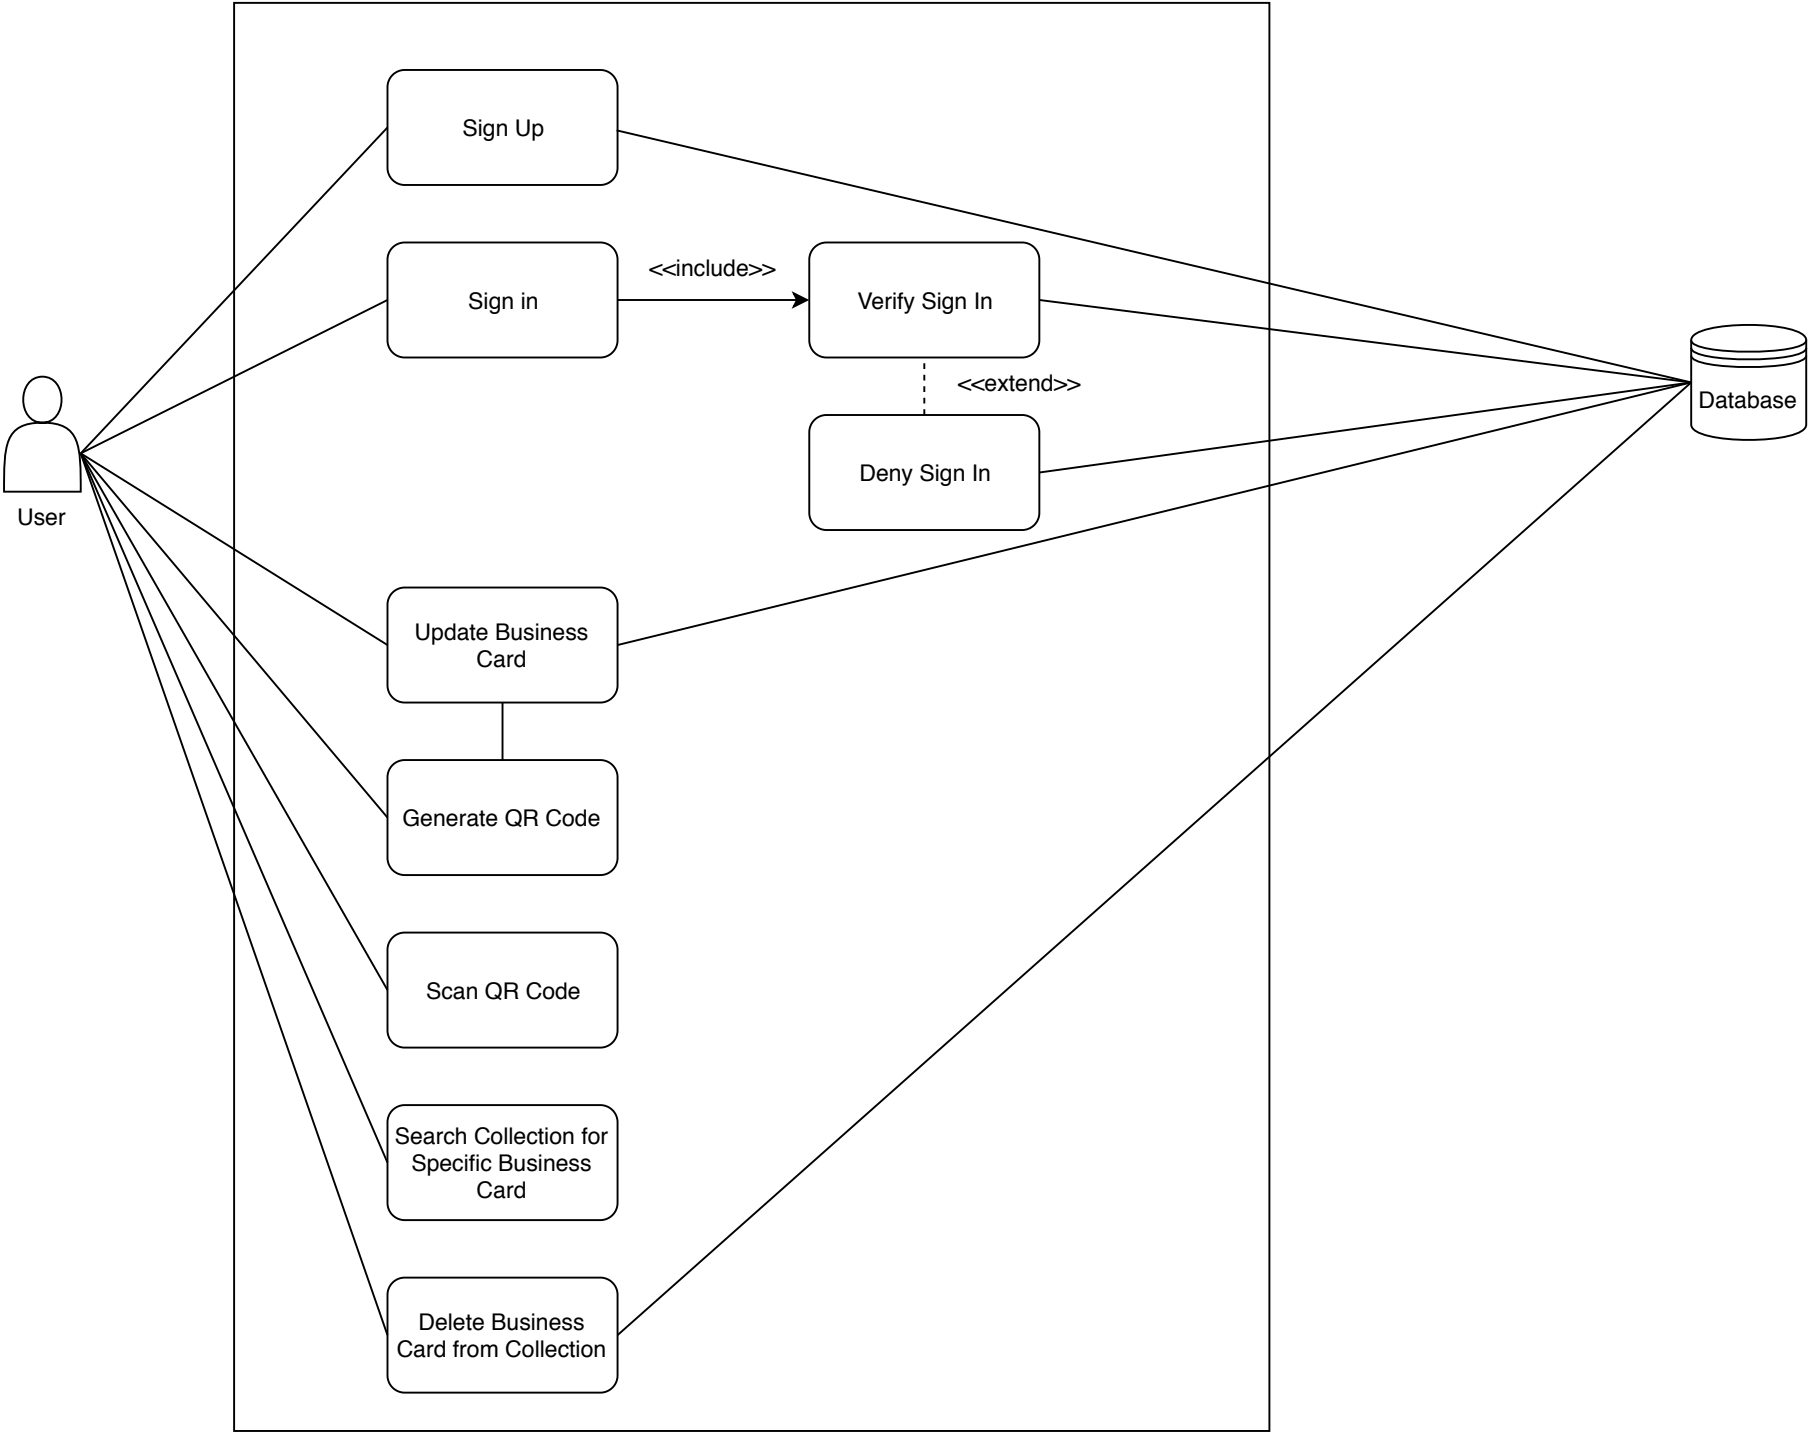 Sign Up
Sign in
<<include>>
Verify Sign In
<<extend>>
Database
Deny Sign In
User
Update Business
Card
Generate QR Code
Scan QR Code
Search Collection for
Specific Business
Card
Delete Business
Card from Collection